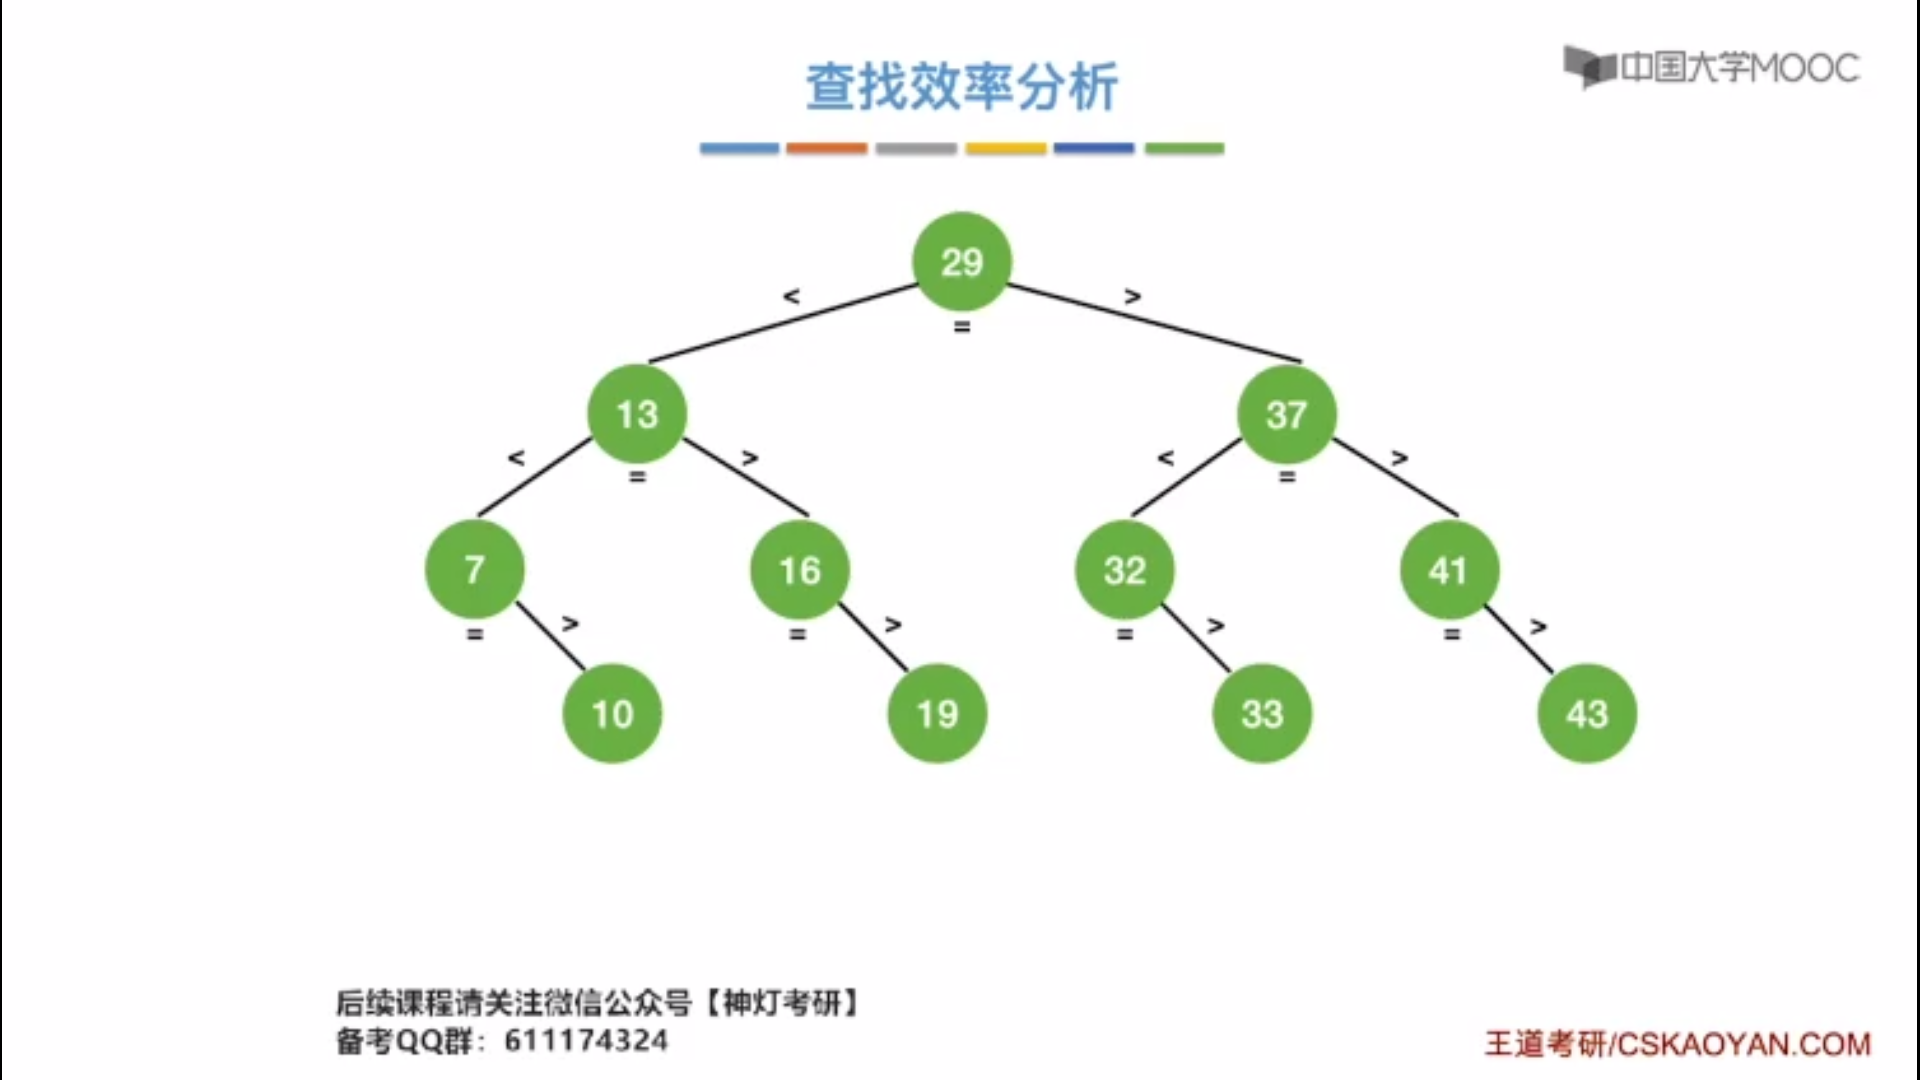 查找效率分析
中国大学MOOC
29
< = >
13 37
< = > < = >
7 16 32 41
= > = > = > = >
10 19 33 43
后续课程请关注微信公众号【神灯考研】
备考QQ群：611174324
王道考研/CSKAOYAN.COM